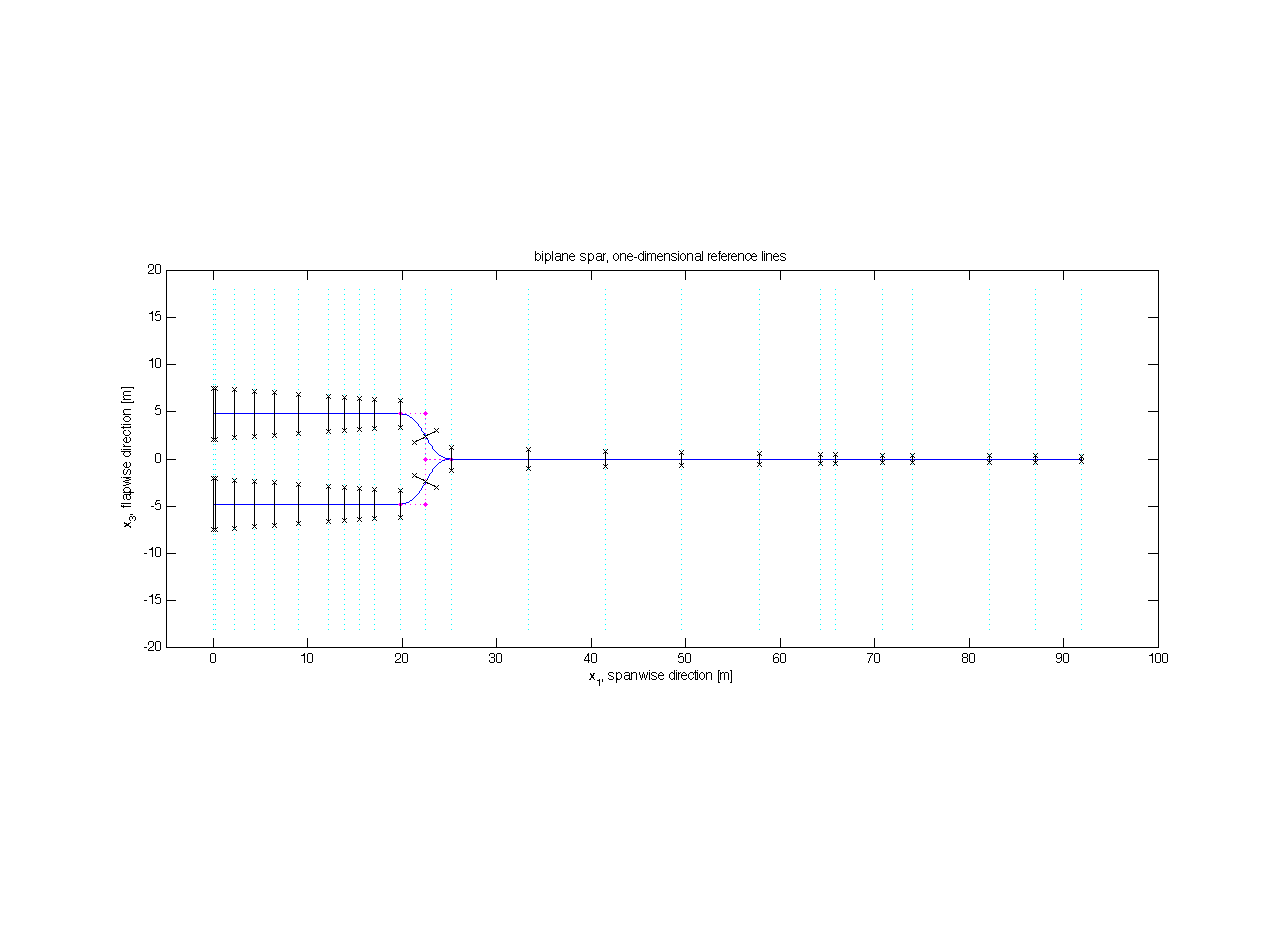 biplane spar, one-dimensional reference lines
20
15
10
5
0
-5
-10
-15
-20
x3, flapwise direction [m]
0 10 20 30 40 50 60 70 80 90 100
x1, spanwise direction [m]